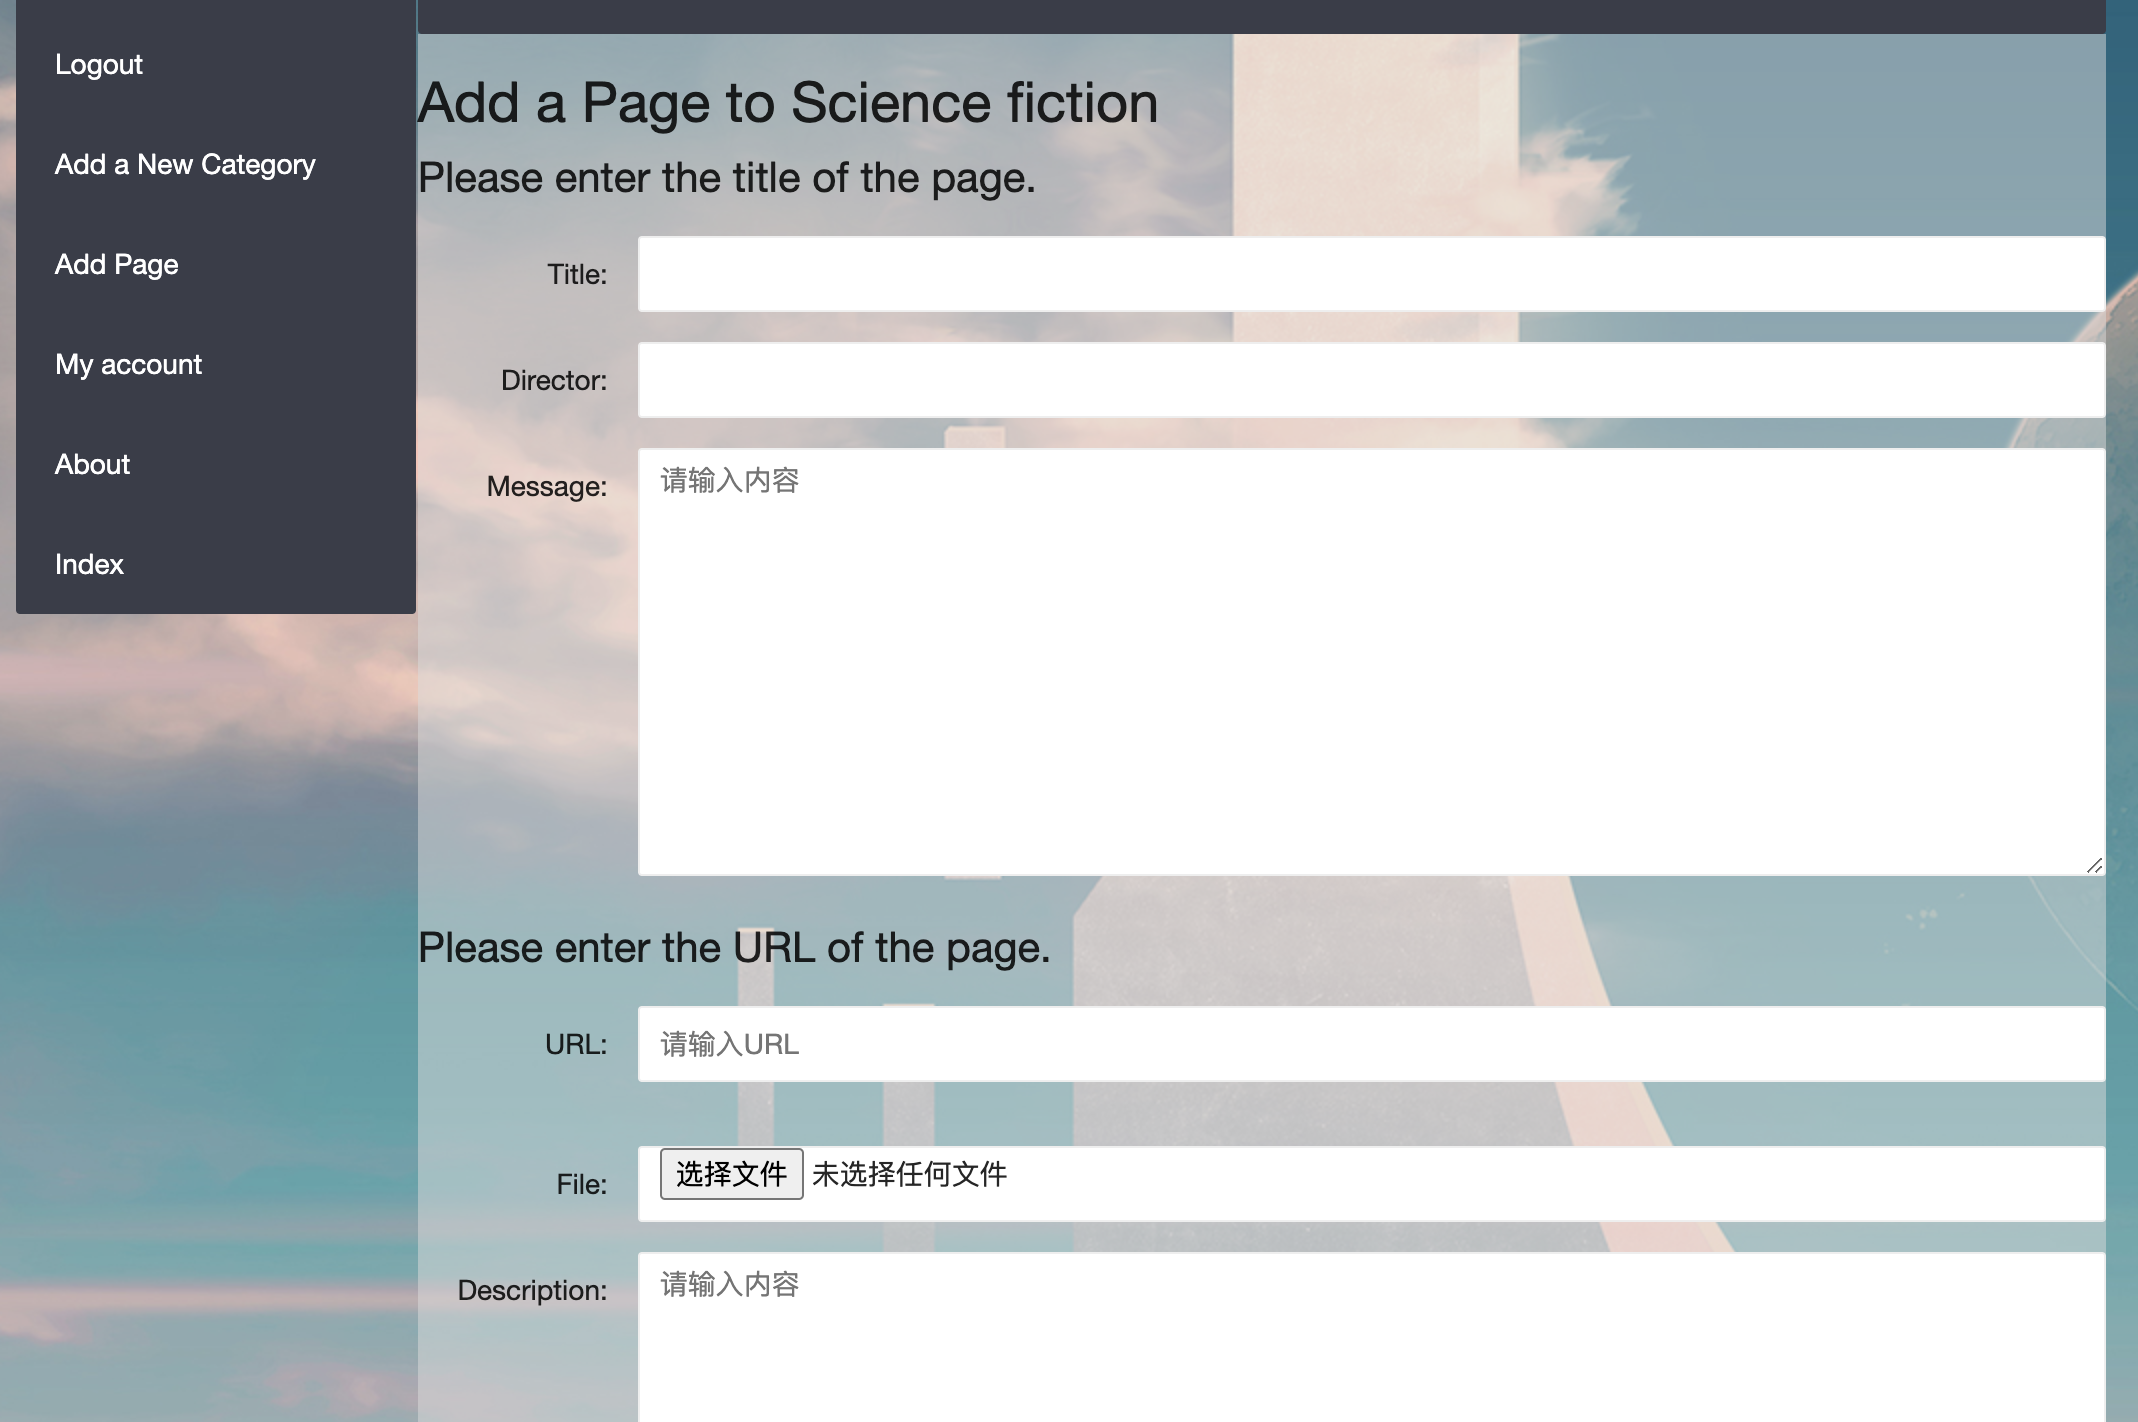 Logout
Add a New Category
Add Page
My account
About
Index
Add a Page to Science fiction
Please enter the title of the page.
Title:
Director:
Message:
请输入内容
Please enter the URL of the page.
URL:
请输入URL
File:
选择文件 未选择任何文件
Description:
请输入内容